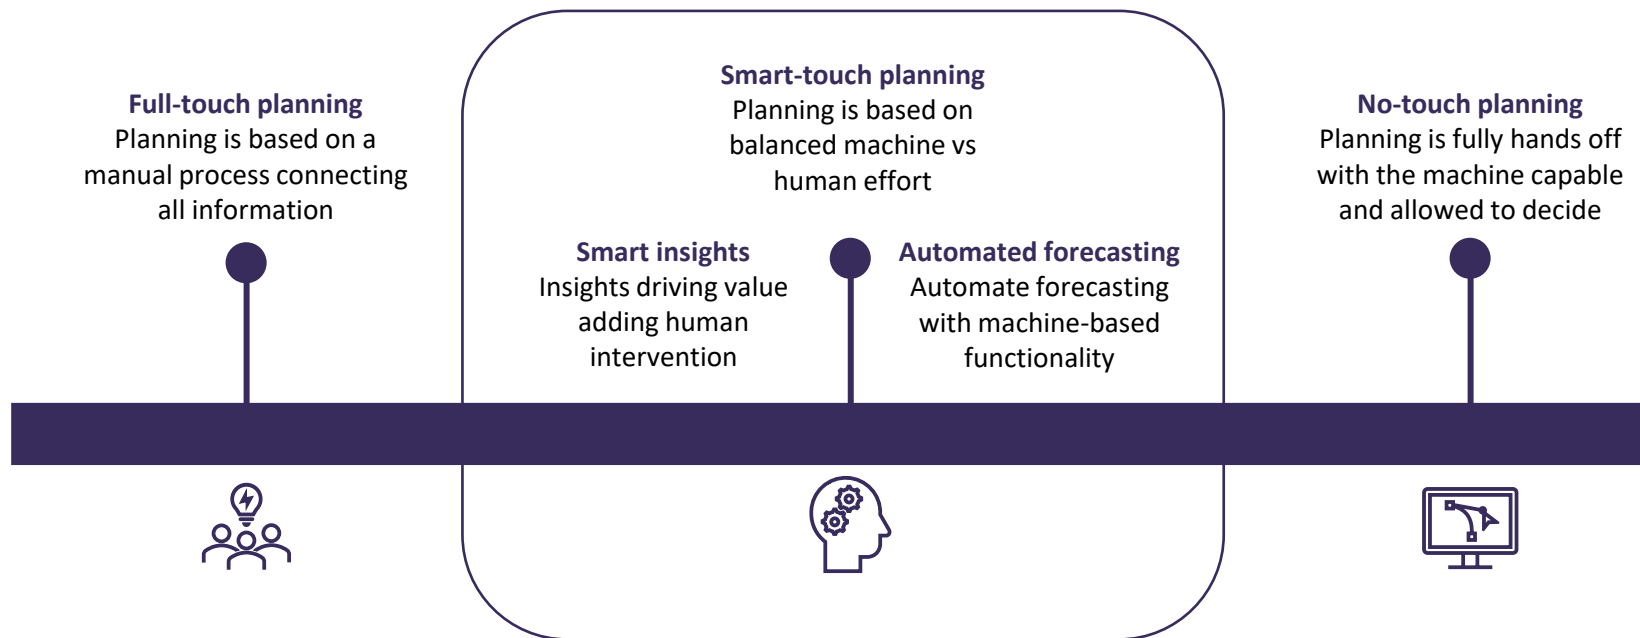 Full-touch planning
Planning is based on a
manual process connecting
all information
Smart-touch planning
Planning is based on
balanced machine vs
human effort
Smart insights
Insights driving value
adding human
intervention
Automated forecasting
Automate forecasting
with machine-based
functionality
No-touch planning
Planning is fully hands off
with the machine capable
and allowed to decide